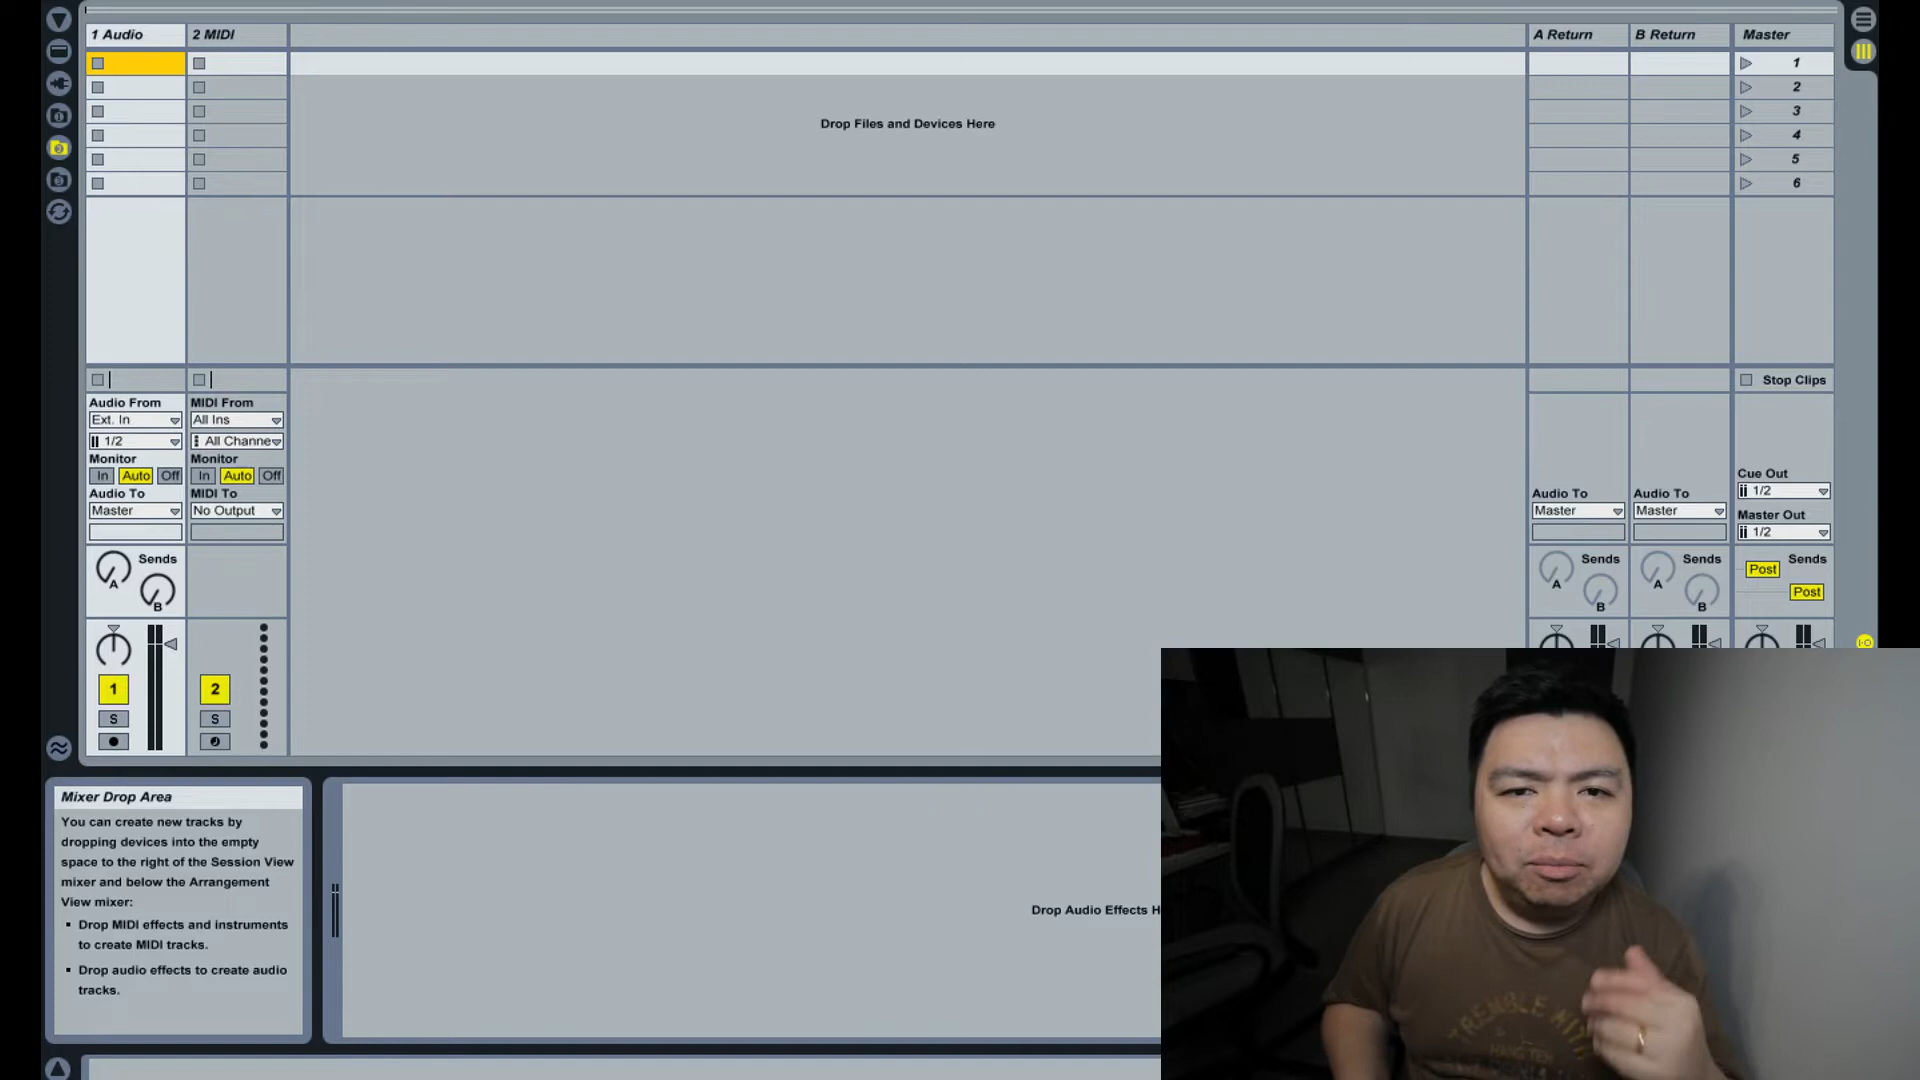 1 Audio
2 MIDI
A Return
B Return
Master
1
2
3
4
5
6
Drop Files and Devices Here
Stop Clips
Audio From
Ext. In
1/2
Monitor
In Auto Off
Audio To
Master
MIDI From
All Ins
All Channe
Monitor
In Auto Off
MIDI To
No Output
Audio To
Master
Audio To
Master
Cue Out
1/2
Master Out
1/2
Sends
A
B
Sends
A
B
Sends
A
B
Sends
Post
Post
1
S
2
S
Mixer Drop Area
You can create new tracks by
dropping devices into the empty
space to the right of the Session View
mixer and below the Arrangement
View mixer:
Drop MIDI effects and instruments
to create MIDI tracks.
Drop audio effects to create audio
tracks.
Drop Audio Effects H
TREMBLE WITH